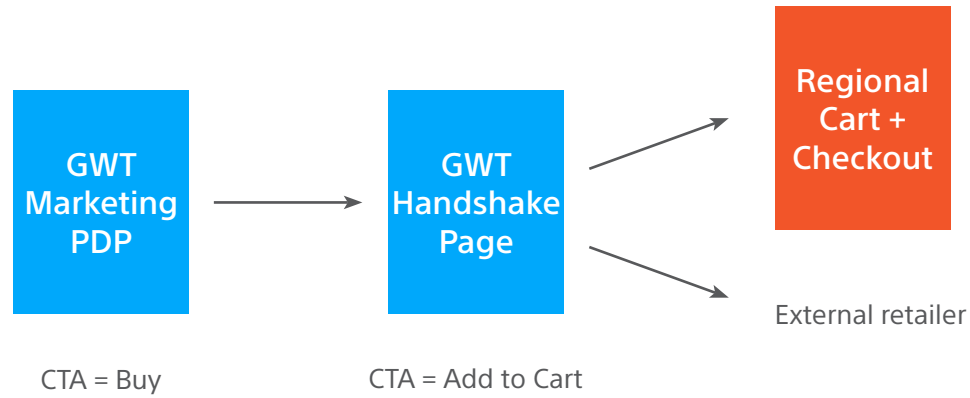 GWT
Marketing
PDP
CTA = Buy
GWT
Handshake
Page
CTA = Add to Cart
Regional
Cart +
Checkout
External retailer